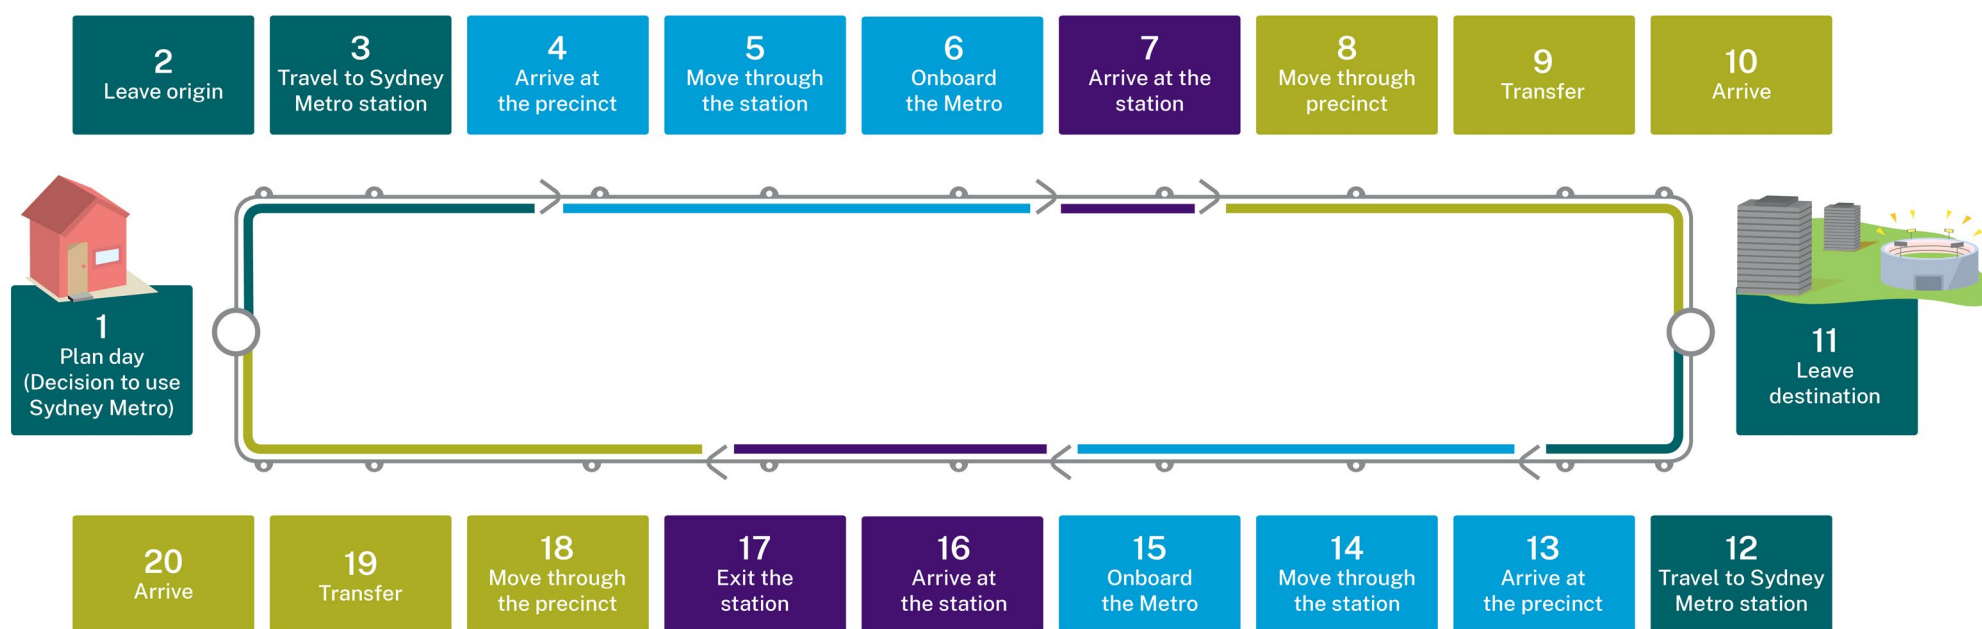 2
Leave origin
3
Travel to Sydney
Metro station
4
Arrive at
the precinct
5
Move through
the station
6
Onboard
the Metro
7
Arrive at the
station
8
Move through
precinct
9
Transfer
10
Arrive
1
Plan day
(Decision to use
Sydney Metro)
11
Leave
destination
20
Arrive
19
Transfer
18
Move through
the precinct
17
Exit the
station
16
Arrive at
the station
15
Onboard
the Metro
14
Move through
the station
13
Arrive at
the precinct
12
Travel to Sydney
Metro station